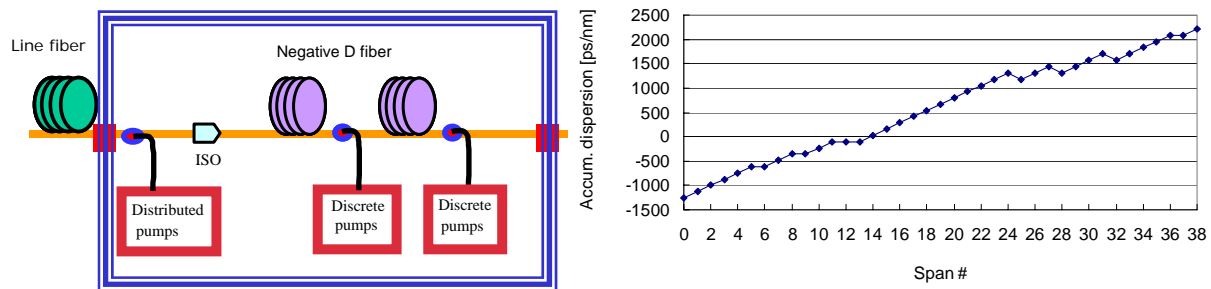 Line fiber
Negative D fiber
ISO
Distributed
pumps
Discrete
pumps
Discrete
pumps
Accum. dispersion [ps/nm]
2500
2000
1500
1000
500
0
-500
-1000
-1500
0 2 4 6 8 10 12 14 16 18 20 22 24 26 28 30 32 34 36 38
Span #